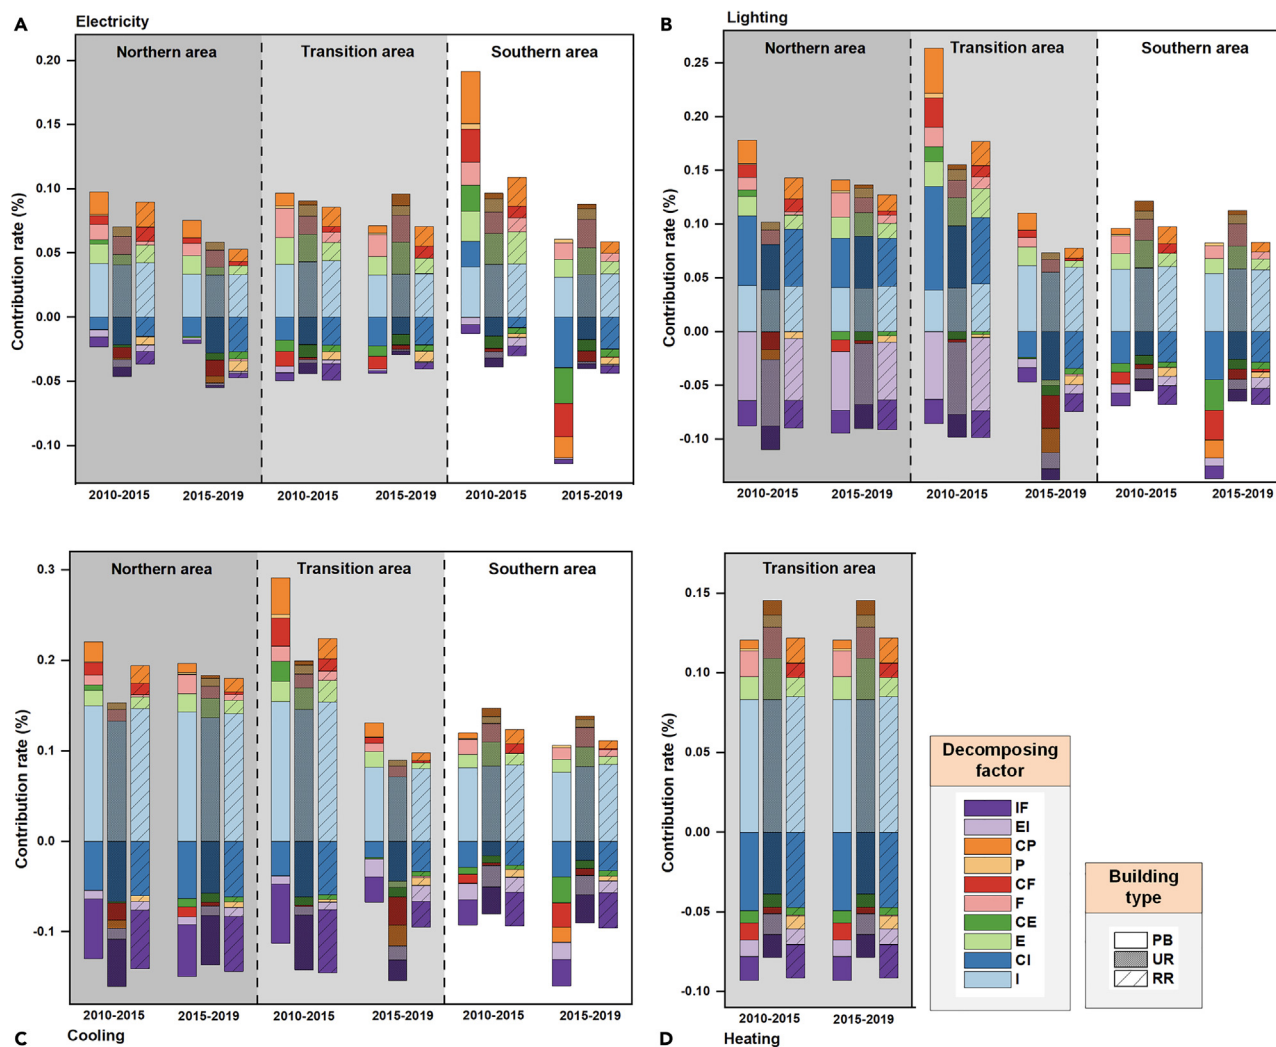 A
Electricity
Northern area
Transition area
Southern area
Contribution rate (%)
0.20
0.15
0.10
0.05
0.00
-0.05
-0.10
2010-2015
2015-2019
2010-2015
2015-2019
2010-2015
2015-2019
B
Lighting
Northern area
Transition area
Southern area
Contribution rate (%)
0.25
0.20
0.15
0.10
0.05
0.00
-0.05
-0.10
2010-2015
2015-2019
2010-2015
2015-2019
2010-2015
2015-2019
Northern area
Transition area
Southern area
Contribution rate (%)
0.3
0.2
0.1
0.0
-0.1
2010-2015
2015-2019
2010-2015
2015-2019
2010-2015
2015-2019
C
Cooling
Transition area
Contribution rate (%)
0.15
0.10
0.05
0.00
-0.05
-0.10
2010-2015
2015-2019
D
Heating
Decomposing
factor
IF
EI
CP
P
CF
F
CE
E
CI
I
Building
type
PB
UR
RR